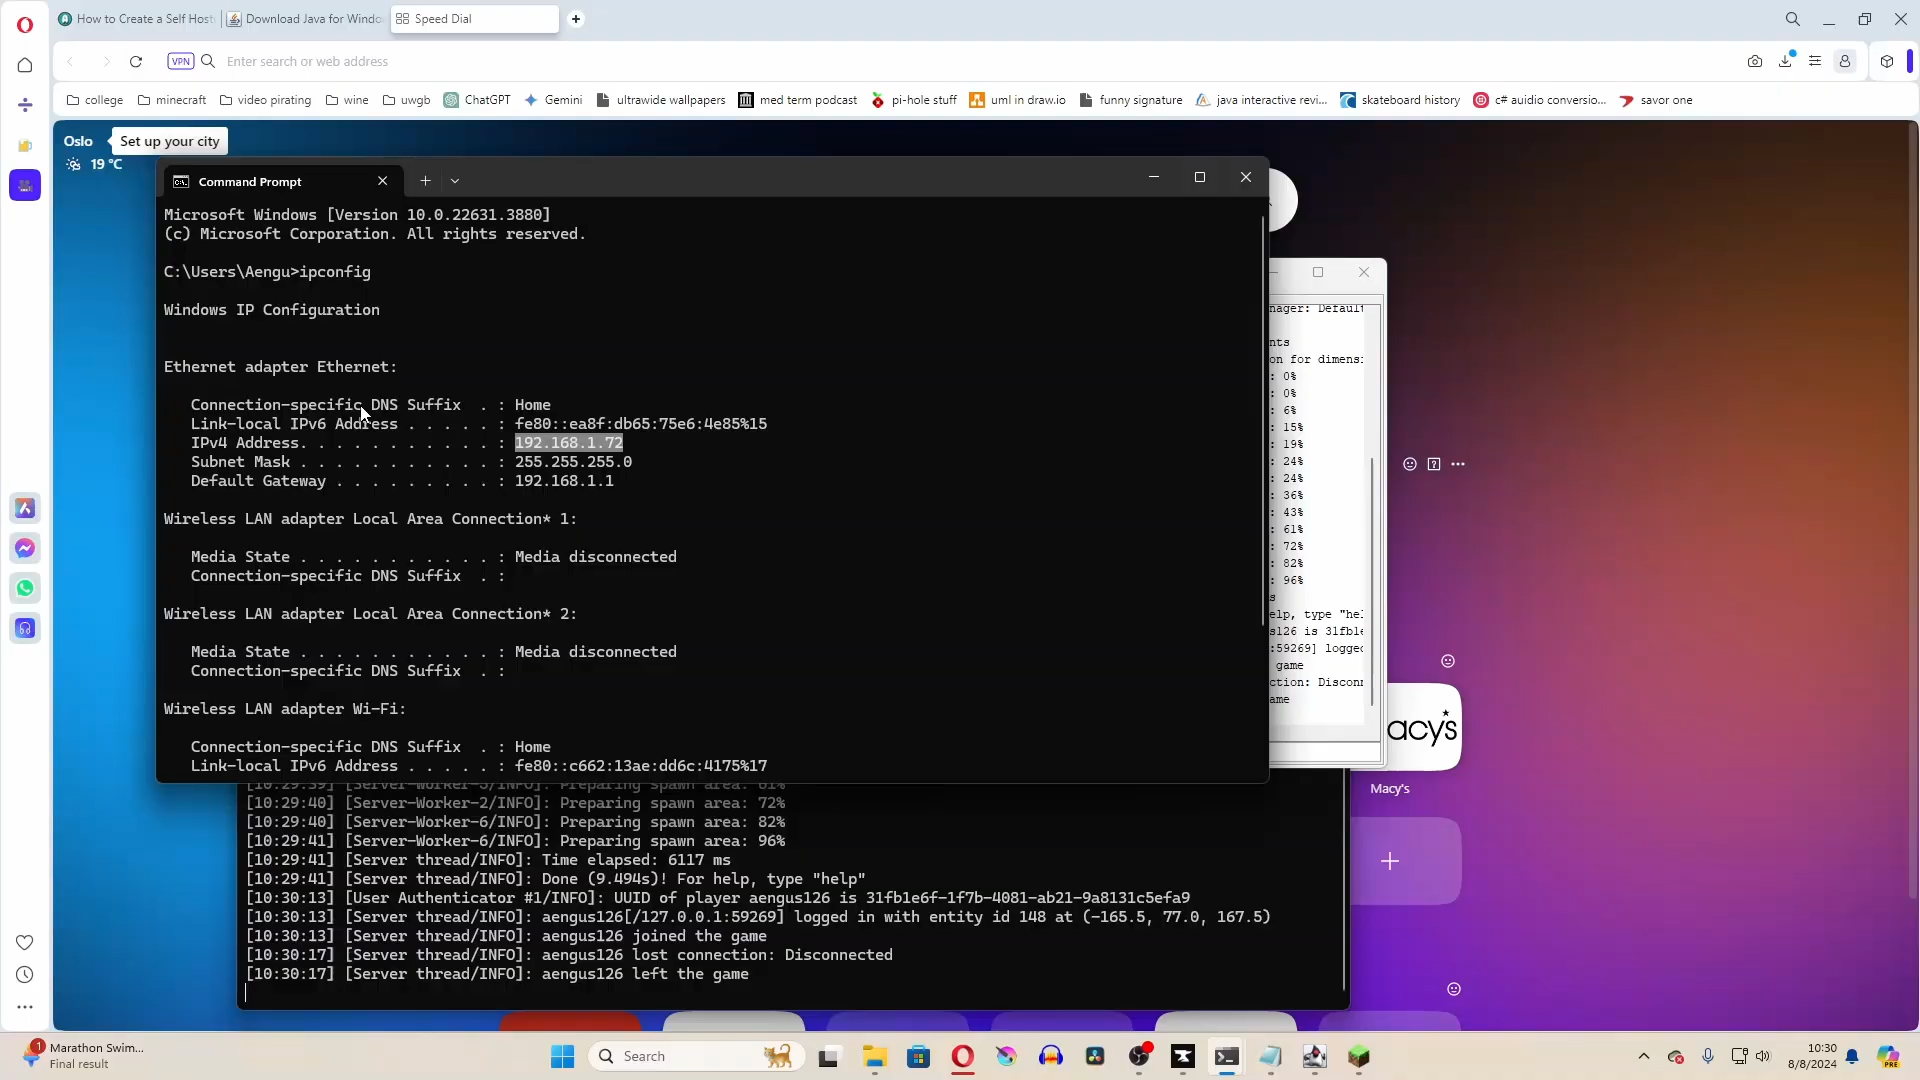 How to Create a Self Host
Download Java for Windo
Speed Dial
VPN
Enter search or web address
college
minecraft
video pirating
wine
uwgb
ChatGPT
Gemini
ultrawide wallpapers
med term podcast
pi-hole stuff
uml in draw.io
funny signature
java interactive revi...
skateboard history
c# auidio conversio...
savor one
Oslo
Set up your city
19 °C
Command Prompt
Microsoft Windows [Version 10.0.22631.3880]
(c) Microsoft Corporation. All rights reserved.
C:\Users\Aengu>ipconfig
Windows IP Configuration
Ethernet adapter Ethernet:
Connection-specific DNS Suffix . : Home
Link-local IPv6 Address . . . . . : fe80::ea8f:db65:75e6:4e85%15
IPv4 Address. . . . . . . . . . . : 192.168.1.72
Subnet Mask . . . . . . . . . . . : 255.255.255.0
Default Gateway . . . . . . . . . : 192.168.1.1
Wireless LAN adapter Local Area Connection* 1:
Media State . . . . . . . . . . . : Media disconnected
Connection-specific DNS Suffix . :
Wireless LAN adapter Local Area Connection* 2:
Media State . . . . . . . . . . . : Media disconnected
Connection-specific DNS Suffix . :
Wireless LAN adapter Wi-Fi:
Connection-specific DNS Suffix . : Home
Link-local IPv6 Address . . . . . : fe80::c662:13ae:dd6c:4175%17
nager: Default
nts
on for dimens
: 0%
: 0%
: 6%
: 15%
: 19%
: 24%
: 24%
: 36%
: 43%
: 61%
: 72%
: 82%
: 96%
s
elp, type "hel
s126 is 31fb1e
:59269] logged
game
ction: Disconn
ame
acy's
Macy's
[10:29:39] [Server-Worker-3/INFO]: Preparing spawn area: 61%
[10:29:40] [Server-Worker-2/INFO]: Preparing spawn area: 72%
[10:29:40] [Server-Worker-6/INFO]: Preparing spawn area: 82%
[10:29:41] [Server-Worker-6/INFO]: Preparing spawn area: 96%
[10:29:41] [Server thread/INFO]: Time elapsed: 6117 ms
[10:29:41] [Server thread/INFO]: Done (9.494s)! For help, type "help"
[10:30:13] [User Authenticator #1/INFO]: UUID of player aengus126 is 31fb1e6f-1f7b-4081-ab21-9a8131c5efa9
[10:30:13] [Server thread/INFO]: aengus126[/127.0.0.1:59269] logged in with entity id 148 at (-165.5, 77.0, 167.5)
[10:30:13] [Server thread/INFO]: aengus126 joined the game
[10:30:17] [Server thread/INFO]: aengus126 lost connection: Disconnected
[10:30:17] [Server thread/INFO]: aengus126 left the game
1
Marathon Swim...
Final result
Search
10:30
8/8/2024
PRE